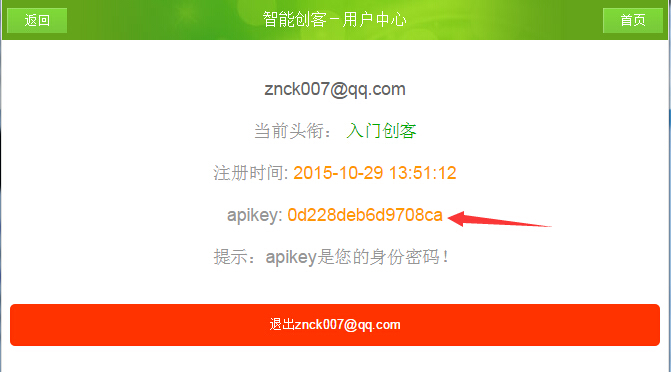 返回 智能创客－用户中心 首页
znck007@qq.com
当前头衔： 入门创客
注册时间: 2015-10-29 13:51:12
apikey: 0d228deb6d9708ca
提示：apikey是您的身份密码！
退出znck007@qq.com